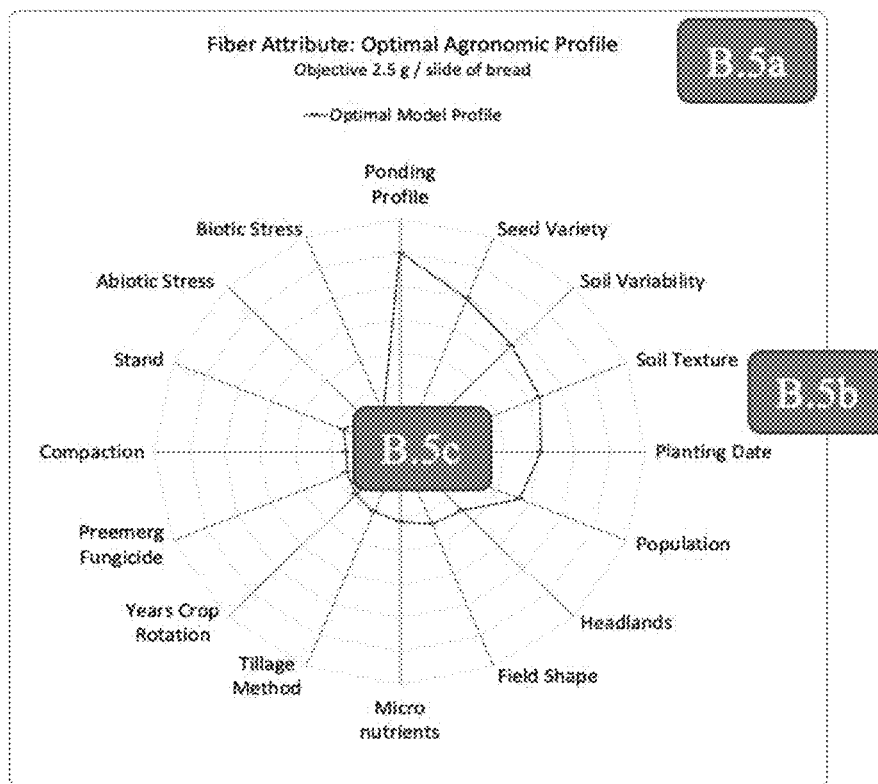 Fiber Attribute: Optimal Agronomic Profile
Objective 2.5 g / slide of bread
Optimal Model Profile
B.5a
Ponding
Profile
Seed Variety
Soil Variability
Soil Texture
B.5b
Planting Date
Population
Headlands
Field Shape
Micro
nutrients
Tillage
Method
Years Crop
Rotation
Preemerg
Fungicide
Compaction
Stand
Abiotic Stress
Biotic Stress
B.5c